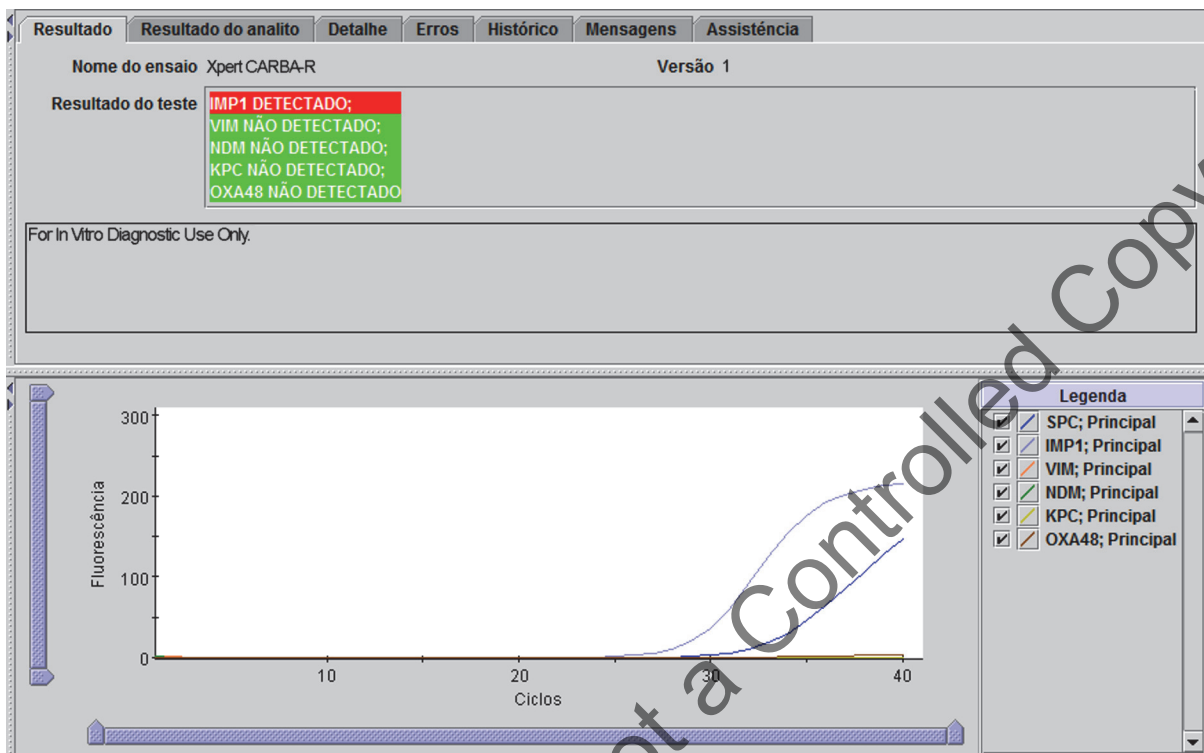 Resultado Resultado do analito Detalhe Erros Histórico Mensagens Assisténcia
Nome do ensaio Xpert CARBA-R Versão 1
Resultado do teste IMP1 DETECTADO;
VIM NÃO DETECTADO;
NDM NÃO DETECTADO;
KPC NÃO DETECTADO;
OXA48 NÃO DETECTADO
For In Vitro Diagnostic Use Only.
Legenda
SPC; Principal
IMP1; Principal
VIM; Principal
NDM; Principal
KPC; Principal
OXA48; Principal
Fluorescência
300
200
100
0
10 20 30 40
Ciclos
ot a Controlled Copy